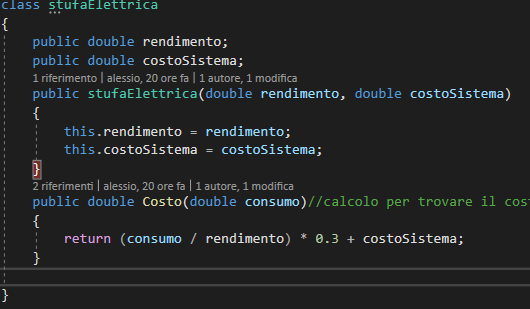 class stufaElettrica
{
public double rendimento;
public double costoSistema;
1 riferimento | alessio, 20 ore fa | 1 autore, 1 modifica
public stufaElettrica(double rendimento, double costoSistema)
{
this.rendimento = rendimento;
this.costoSistema = costoSistema;
}
2 riferimenti | alessio, 20 ore fa | 1 autore, 1 modifica
public double Costo(double consumo)//calcolo per trovare il
{
return (consumo / rendimento) * 0.3 + costoSistema;
}
}